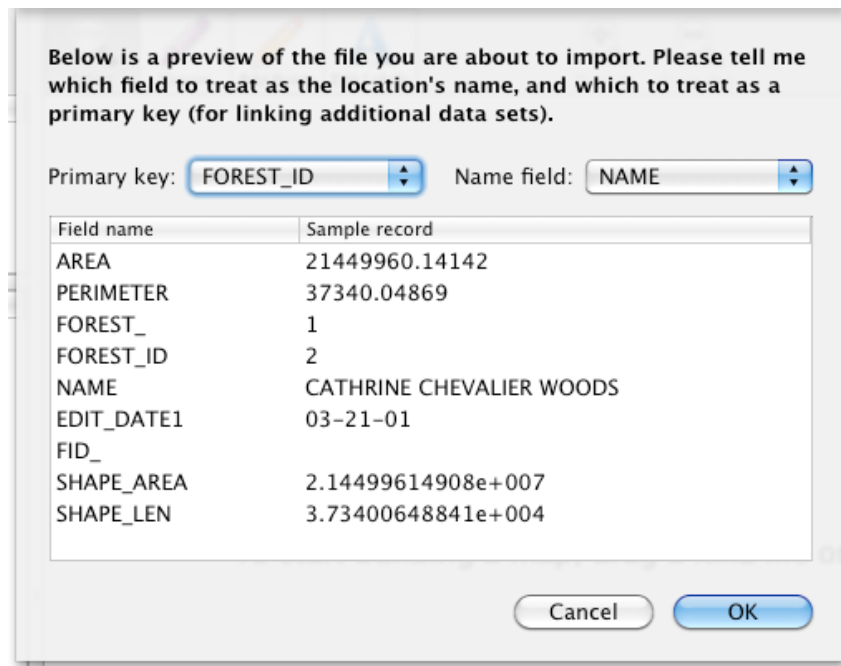 Below is a preview of the file you are about to import. Please tell me
which field to treat as the location's name, and which to treat as a
primary key (for linking additional data sets).
Primary key: FOREST_ID Name field: NAME
Field name Sample record
AREA 21449960.14142
PERIMETER 37340.04869
FOREST_ 1
FOREST_ID 2
NAME CATHRINE CHEVALIER WOODS
EDIT_DATE1 03-21-01
FID_
SHAPE_AREA 2.14499614908e+007
SHAPE_LEN 3.73400648841e+004
Cancel OK